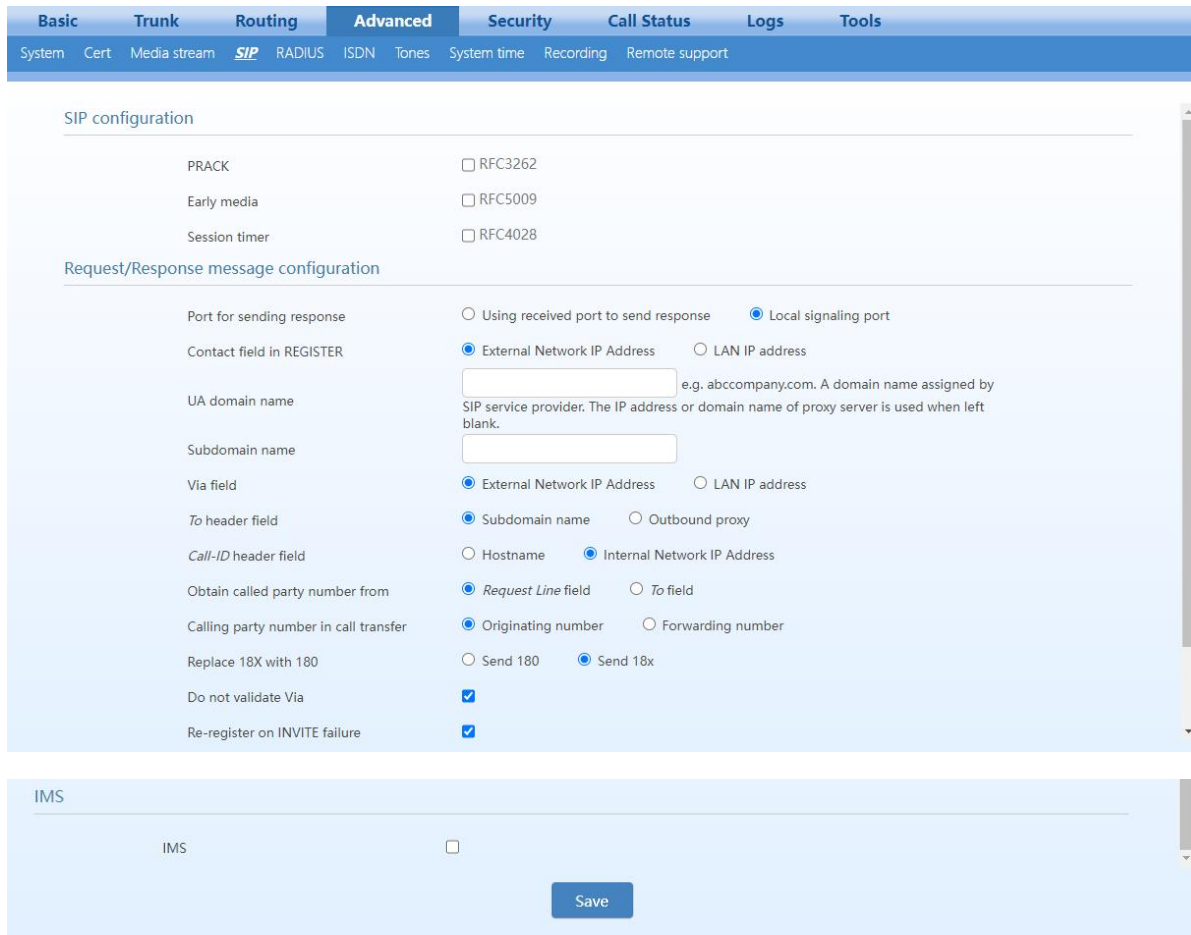 Basic Trunk Routing Advanced Security Call Status Logs Tools
System Cert Media stream SIP RADIUS ISDN Tones System time Recording Remote support
SIP configuration
PRACK RFC3262
Early media RFC5009
Session timer RFC4028
Request/Response message configuration
Port for sending response Using received port to send response Local signaling port
Contact field in REGISTER External Network IP Address LAN IP address
UA domain name e.g. abccompany.com. A domain name assigned by
SIP service provider. The IP address or domain name of proxy server is used when left
blank.
Subdomain name
Via field External Network IP Address LAN IP address
To header field Subdomain name Outbound proxy
Call-ID header field Hostname Internal Network IP Address
Obtain called party number from Request Line field To field
Calling party number in call transfer Originating number Forwarding number
Replace 18X with 180 Send 180 Send 18x
Do not validate Via
Re-register on INVITE failure
IMS
IMS
Save